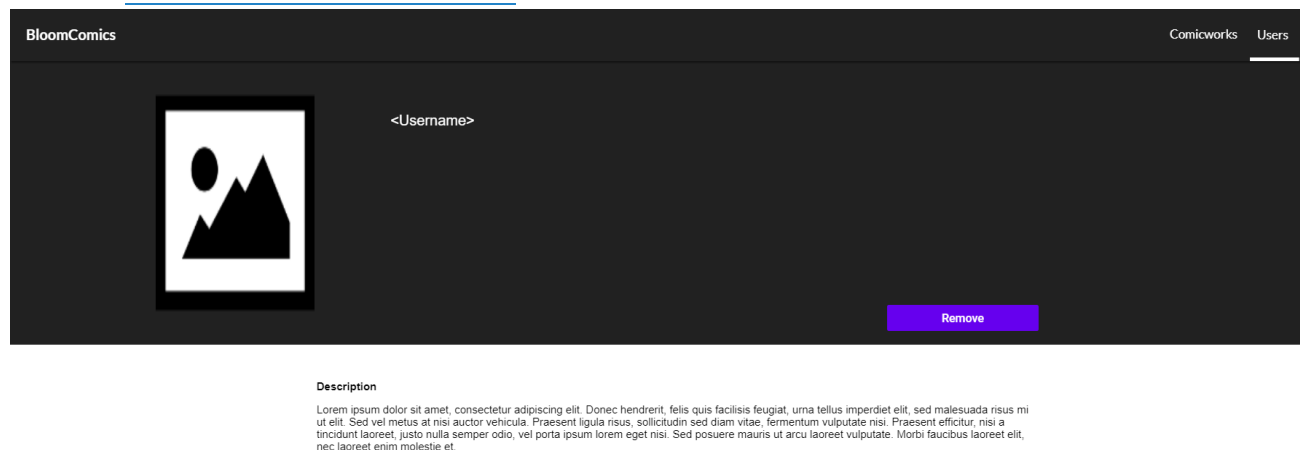 BloomComics
Comicworks Users
<Username>
Remove
Description
Lorem ipsum dolor sit amet, consectetur adipiscing elit. Donec hendrerit, felis quis facilisis feugiat, urna tellus imperdiet elit, sed malesuada risus mi
ut elit. Sed vel metus at nisi auctor vehicula. Praesent ligula risus, sollicitudin sed diam vitae, fermentum vulputate nisi. Praesent efficitur, nisi a
tincidunt laoreet, justo nulla semper odio, vel porta ipsum lorem eget nisi. Sed posuere mauris ut arcu laoreet vulputate. Morbi faucibus laoreet elit,
nec laoreet enim molestie et.